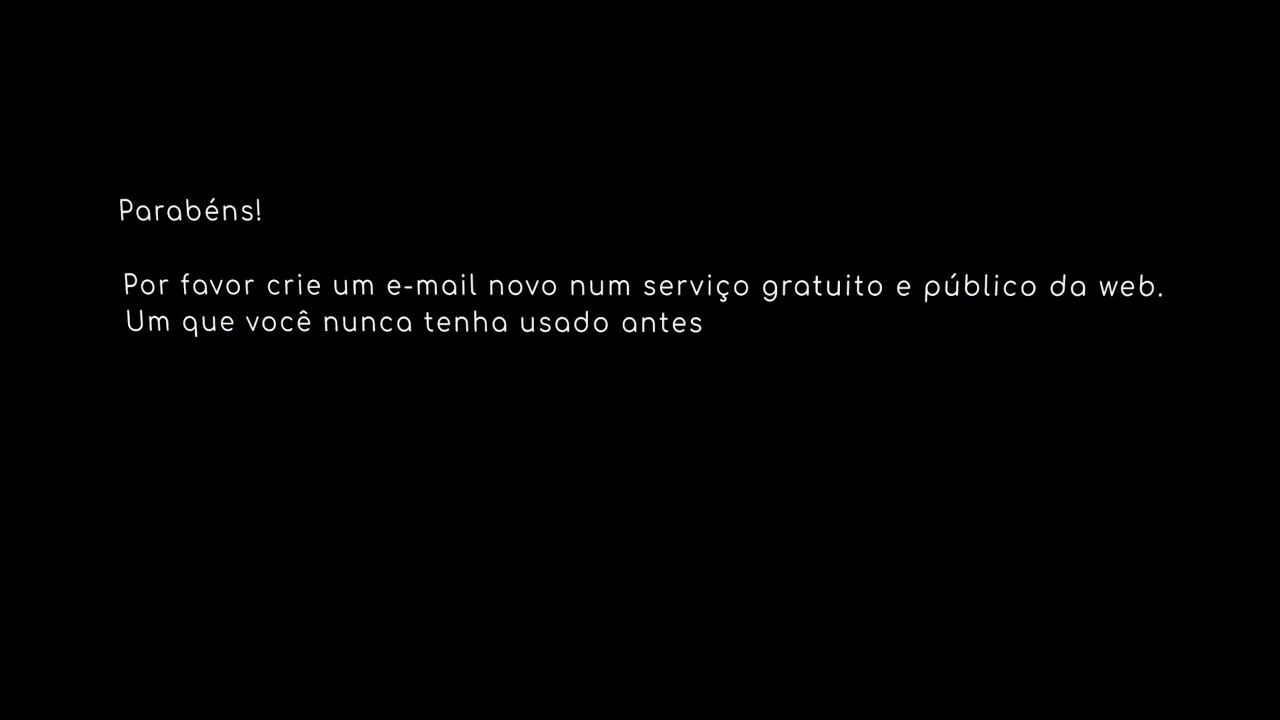 Parabéns!
Por favor crie um e-mail novo num serviço gratuito e público da web.
Um que você nunca tenha usado antes